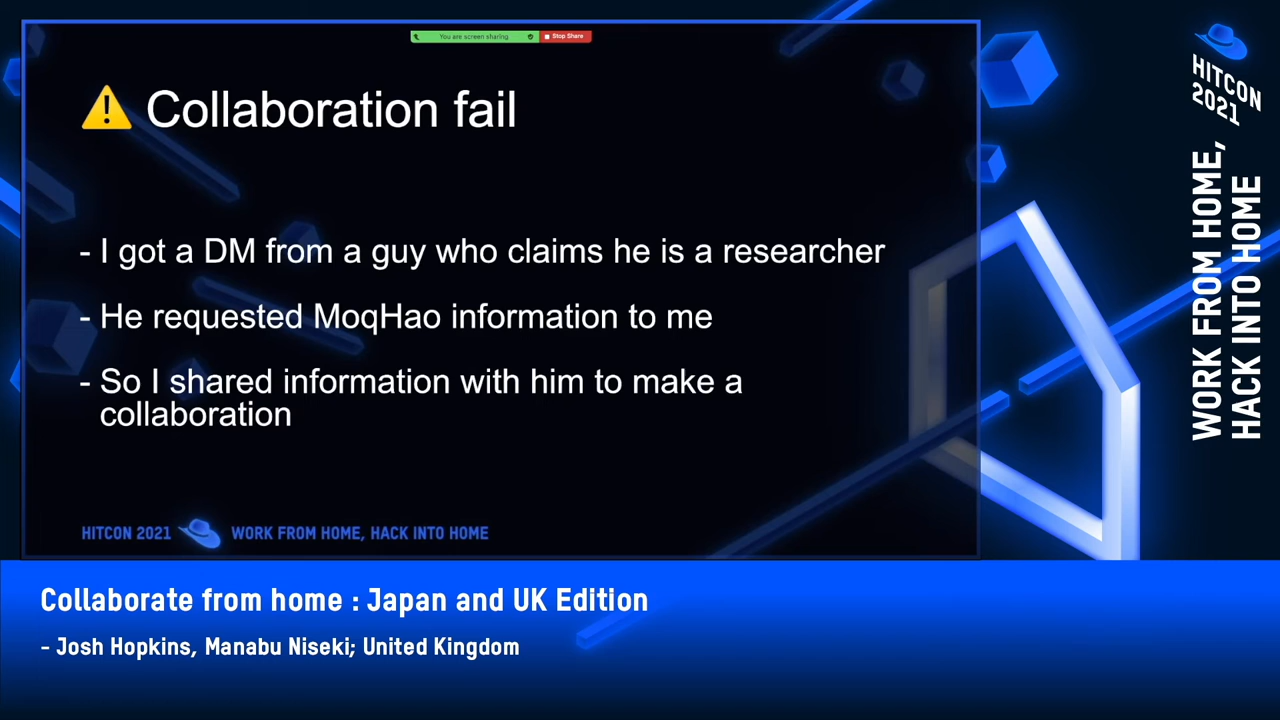 You are screen sharing
Stop Share
⚠️ Collaboration fail
- I got a DM from a guy who claims he is a researcher
- He requested MoqHao information to me
- So I shared information with him to make a
collaboration
HITCON 2021 WORK FROM HOME, HACK INTO HOME
HITCON
2021
WORK FROM HOME,
HACK INTO HOME
Collaborate from home : Japan and UK Edition
- Josh Hopkins, Manabu Niseki; United Kingdom